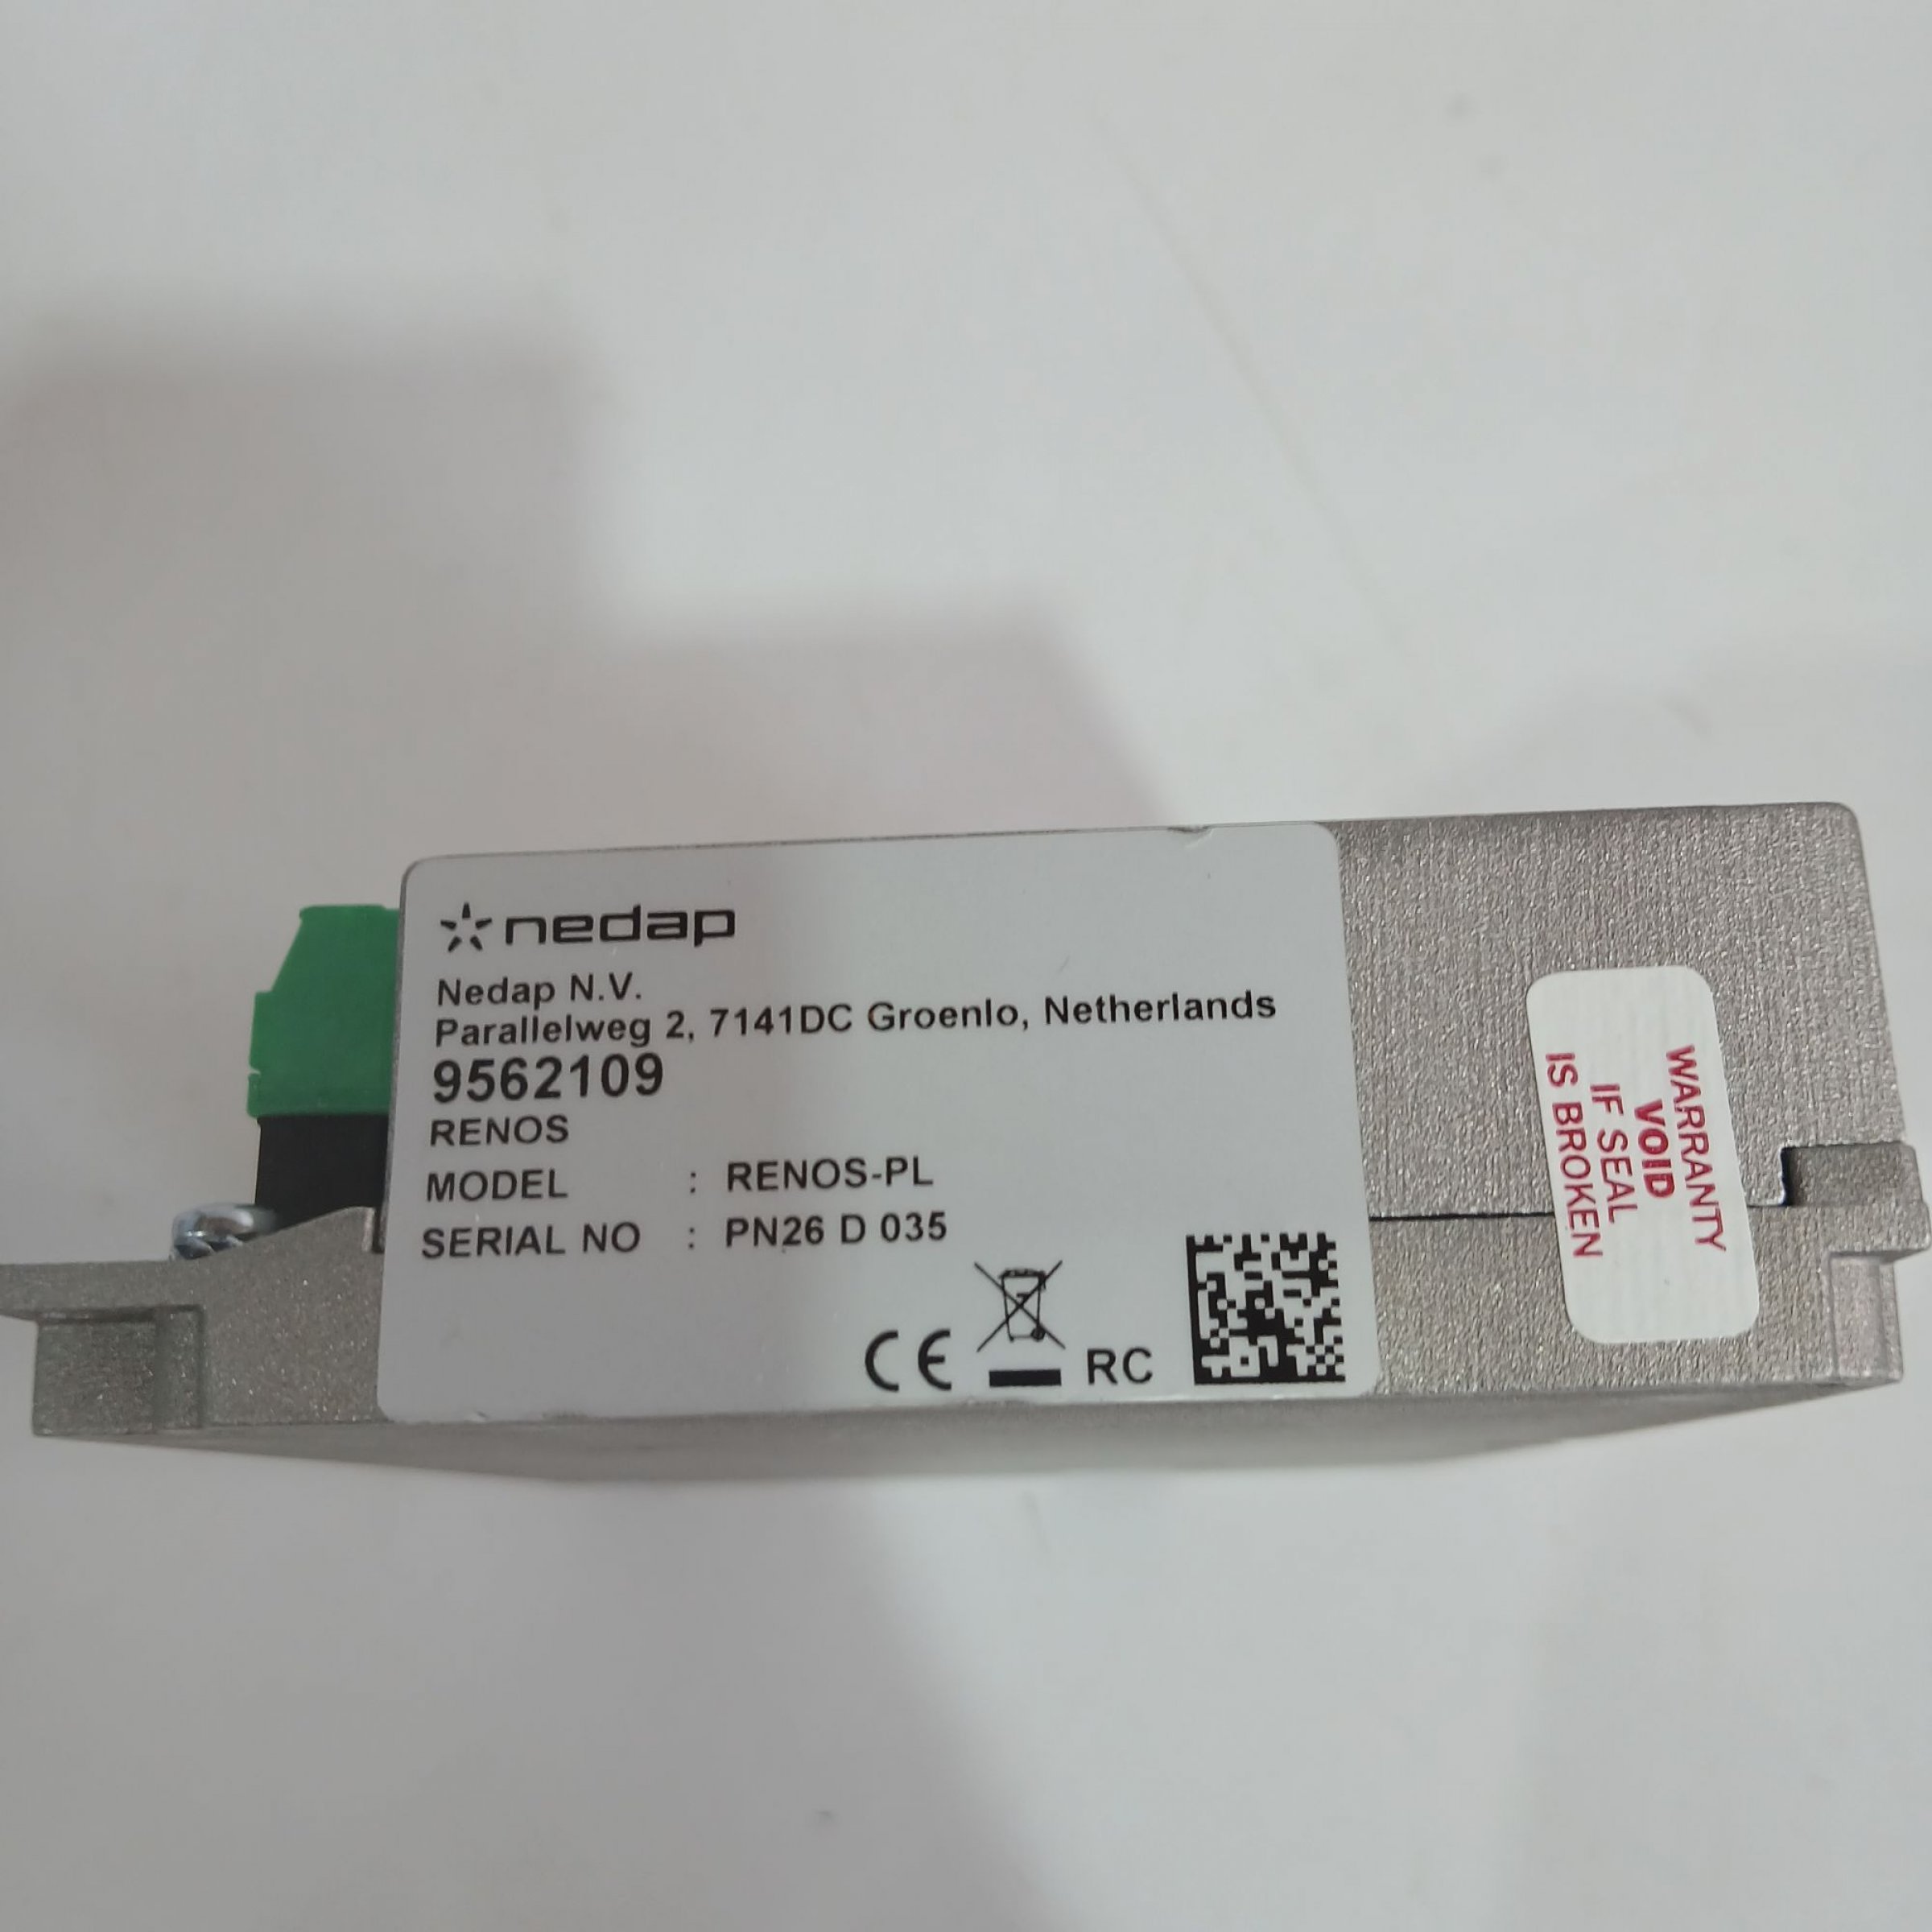 nedap
Nedap N.V.
Parallelweg 2, 7141DC Groenlo, Netherlands
9562109
RENOS
MODEL : RENOS-PL
SERIAL NO : PN26 D 035
CE RC
WARRANTY
VOID
IF SEAL
IS BROKEN